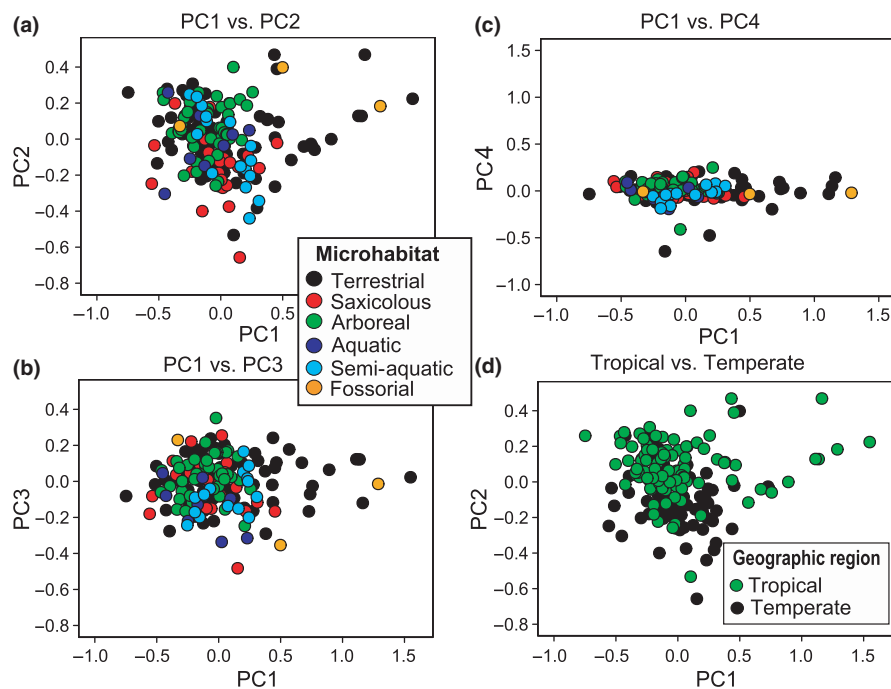 (a)
PC1 vs. PC2
PC2
0.4
0.2
0.0
−0.2
−0.4
−0.6
−0.8
−1.0
−0.5
0.0
0.5
PC1
(c)
PC1 vs. PC4
PC4
1.5
1.0
0.5
0.0
−0.5
−1.0
−1.0
−0.5
0.0
0.5
1.0
1.5
PC1
Microhabitat
Terrestrial
Saxicolous
Arboreal
Aquatic
Semi-aquatic
Fossorial
(b)
PC1 vs. PC3
PC3
0.4
0.2
0.0
−0.2
−0.4
−0.6
−0.8
−1.0
−0.5
0.0
0.5
1.0
1.5
PC1
(d)
Tropical vs. Temperate
PC2
0.4
0.2
0.0
−0.2
−0.4
−0.6
−0.8
−1.0
−0.5
0.0
0.5
1.0
1.5
PC1
Geographic region
Tropical
Temperate